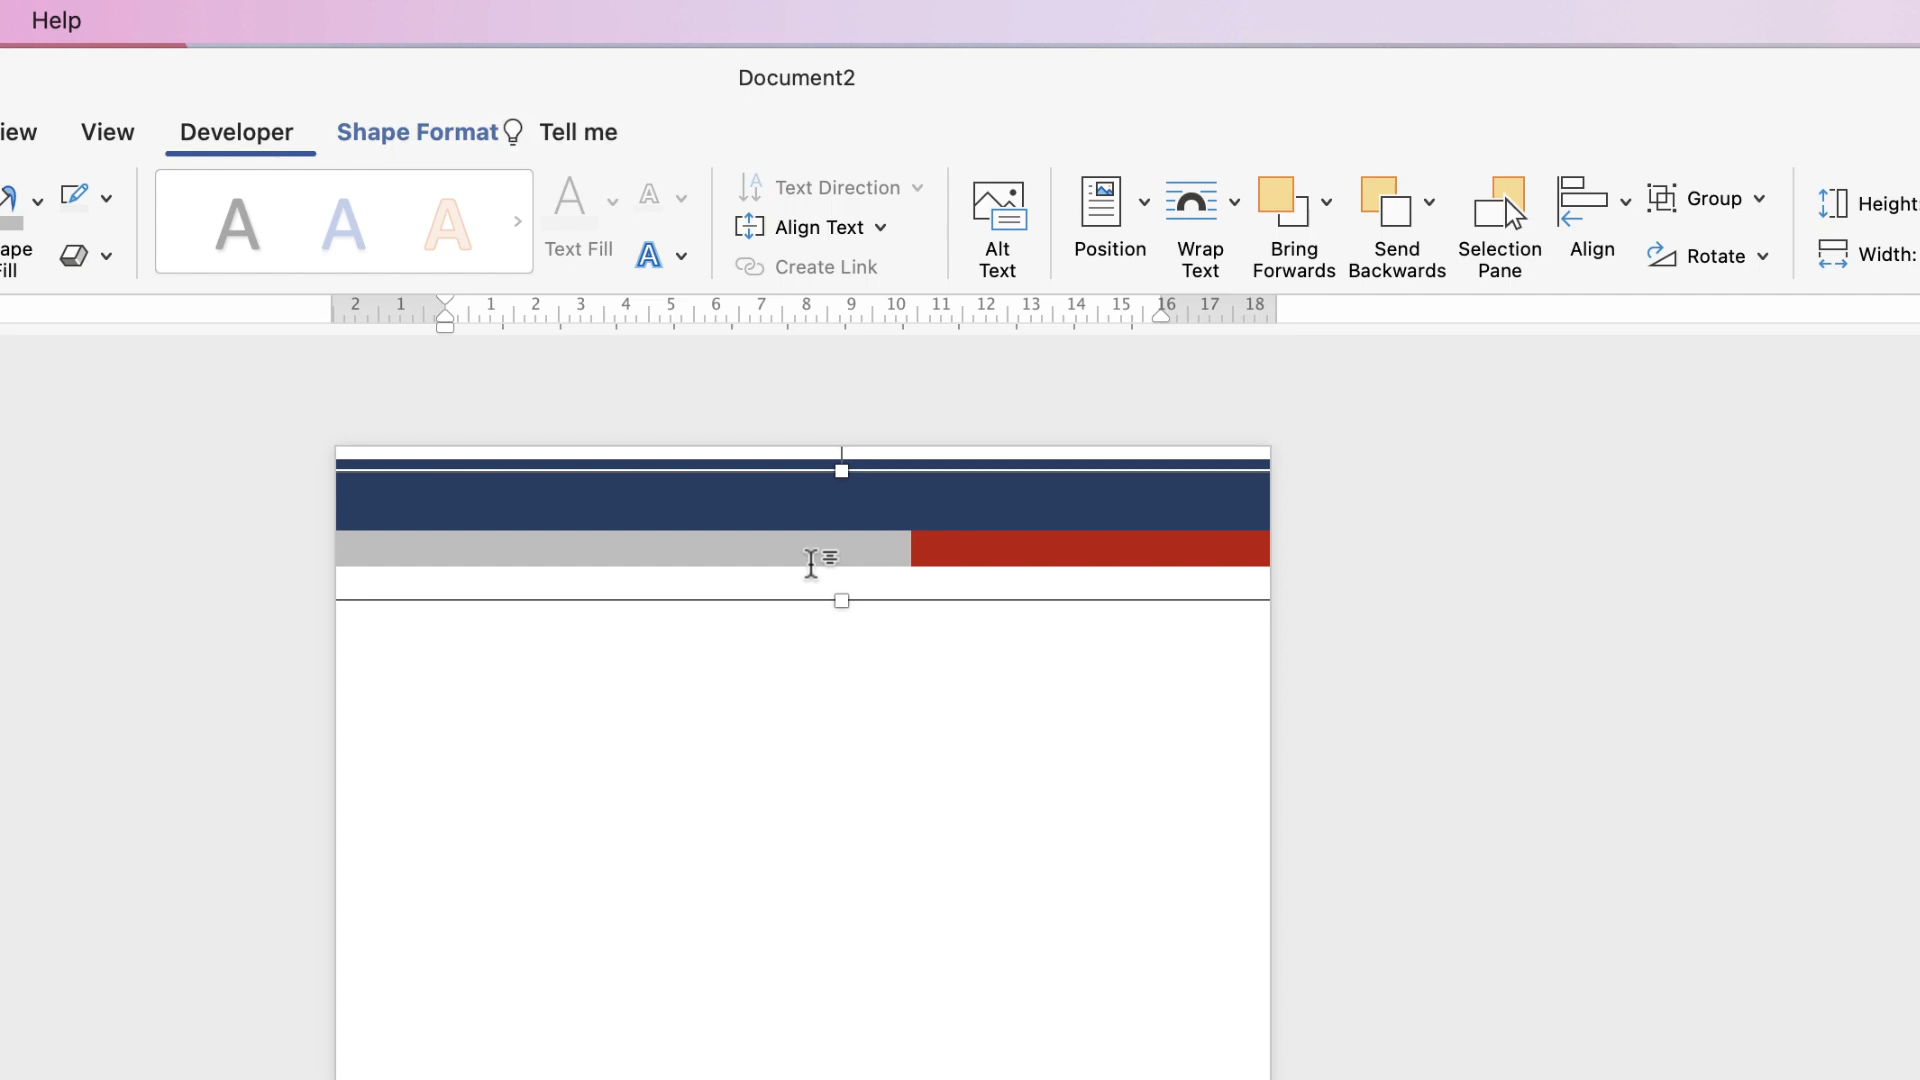 Help
Document2
iew View Developer Shape Format Tell me
ape
ill
A A A
A
Text Fill
A
A
Text Direction
Align Text
Create Link
Alt
Text
Position
Wrap
Text
Bring
Forwards
Send
Backwards
Selection
Pane
Align
Group
Rotate
Height:
Width:
2 1 1 2 3 4 5 6 7 8 9 10 11 12 13 14 15 16 17 18